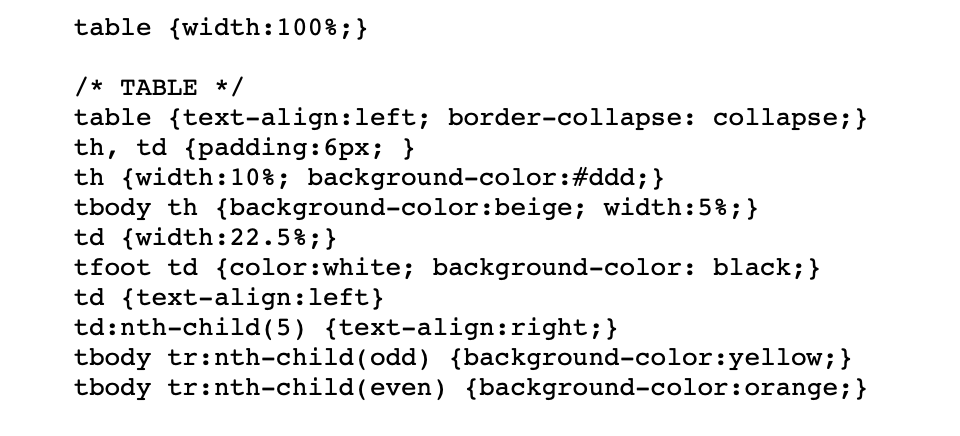 table {width:100%;}
/* TABLE */
table {text-align:left; border-collapse: collapse;}
th, td {padding:6px; }
th {width:10%; background-color:#ddd;}
tbody th {background-color:beige; width:5%;}
td {width:22.5%;}
tfoot td {color:white; background-color: black;}
td {text-align:left}
td:nth-child(5) {text-align:right;}
tbody tr:nth-child(odd) {background-color:yellow;}
tbody tr:nth-child(even) {background-color:orange;}